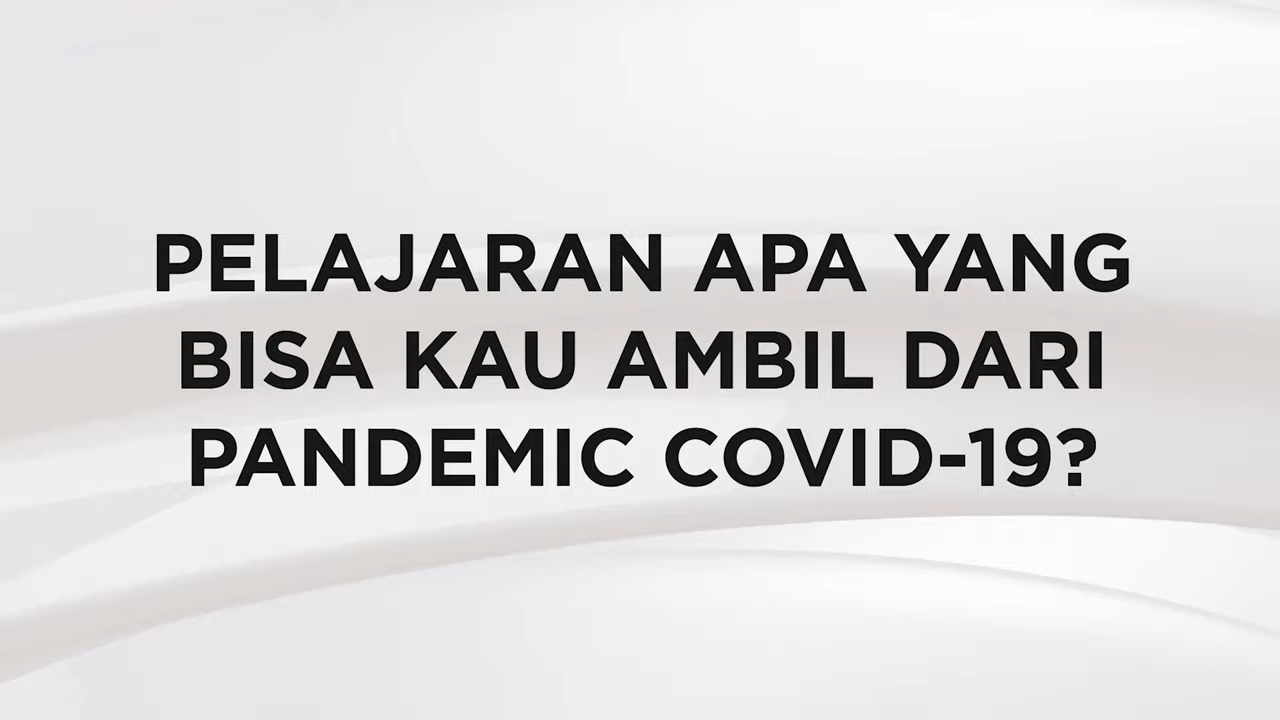 PELAJARAN APA YANG
BISA KAU AMBIL DARI
PANDEMIC COVID-19?